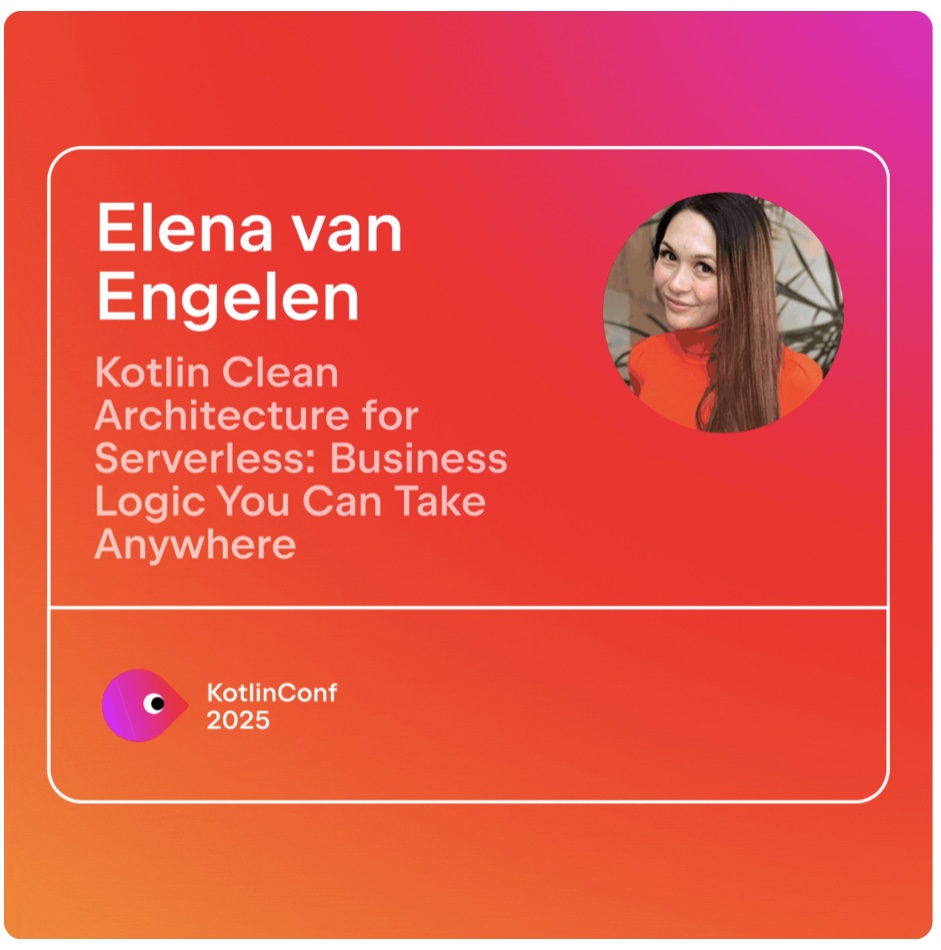 Elena van
Engelen
Kotlin Clean
Architecture for
Serverless: Business
Logic You Can Take
Anywhere
KotlinConf
2025